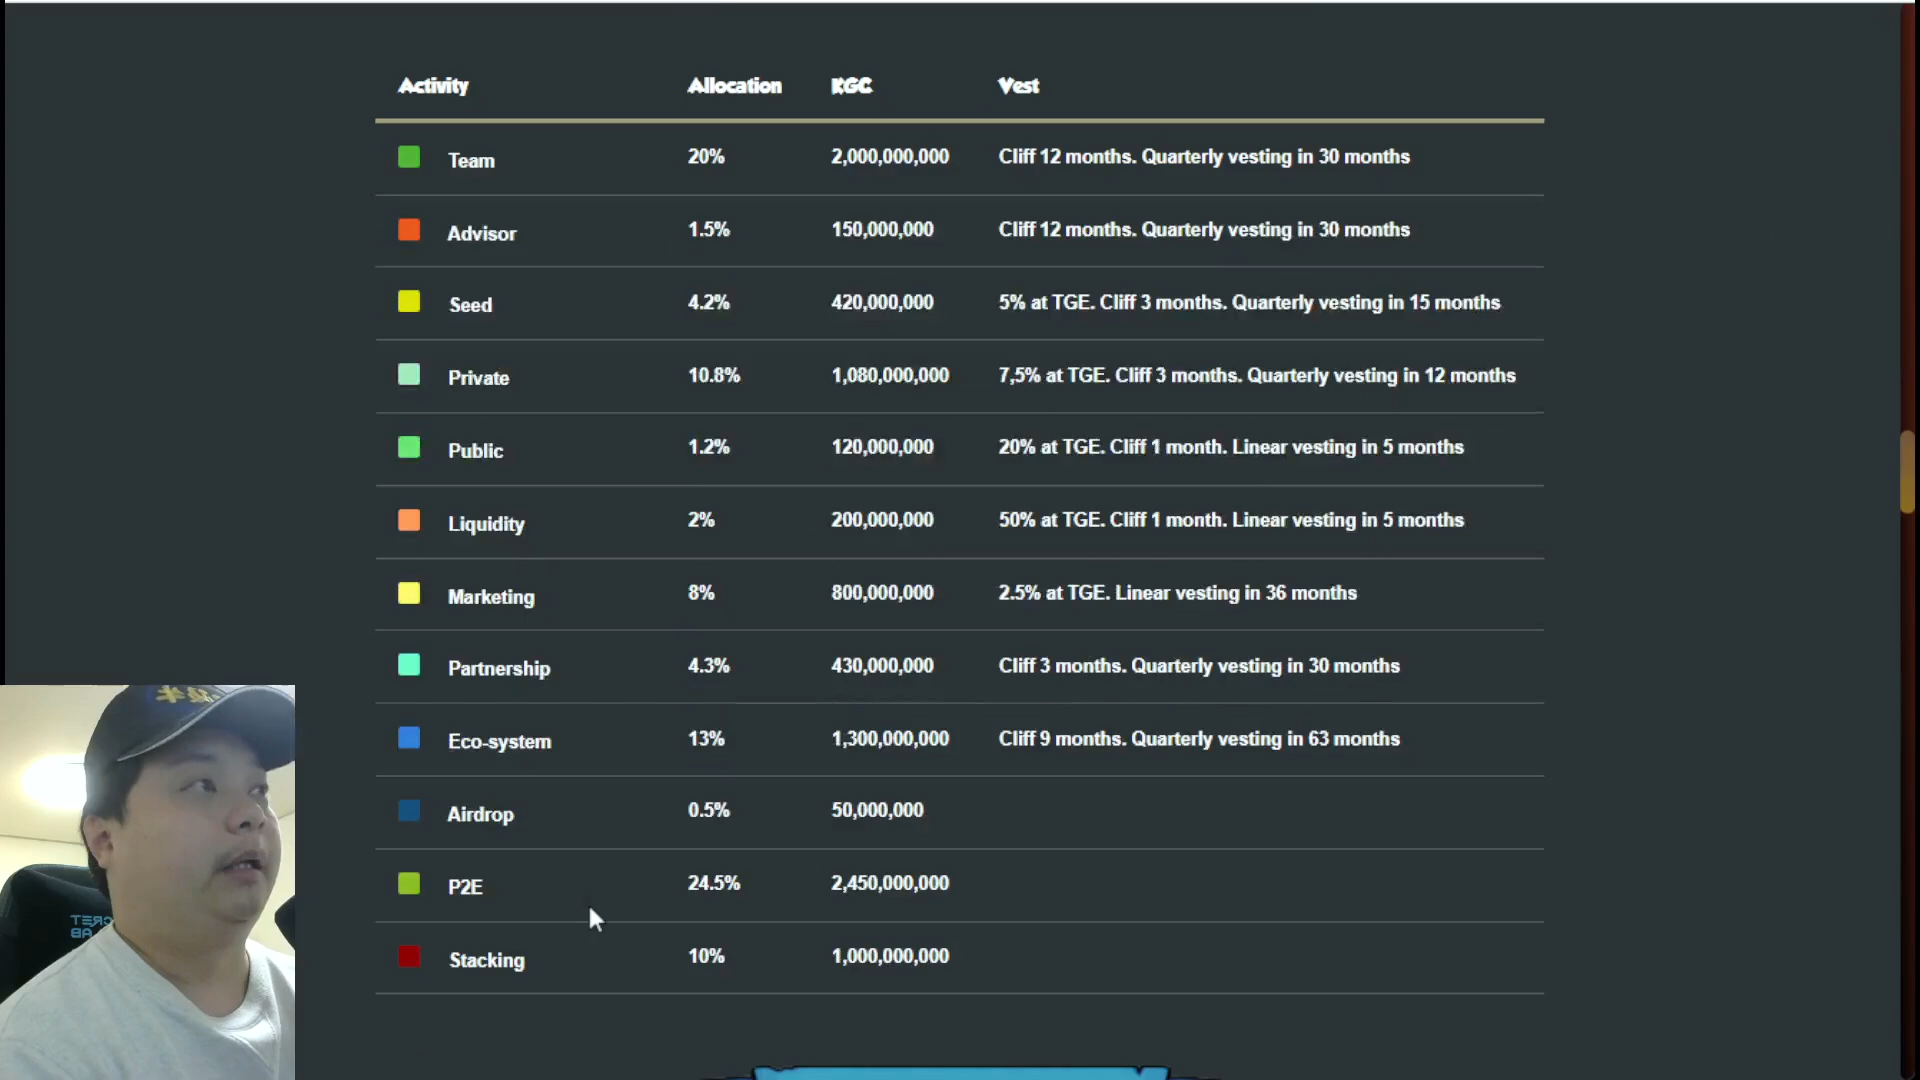 Activity Allocation KGC Vest
Team 20% 2,000,000,000 Cliff 12 months. Quarterly vesting in 30 months
Advisor 1.5% 150,000,000 Cliff 12 months. Quarterly vesting in 30 months
Seed 4.2% 420,000,000 5% at TGE. Cliff 3 months. Quarterly vesting in 15 months
Private 10.8% 1,080,000,000 7,5% at TGE. Cliff 3 months. Quarterly vesting in 12 months
Public 1.2% 120,000,000 20% at TGE. Cliff 1 month. Linear vesting in 5 months
Liquidity 2% 200,000,000 50% at TGE. Cliff 1 month. Linear vesting in 5 months
Marketing 8% 800,000,000 2.5% at TGE. Linear vesting in 36 months
Partnership 4.3% 430,000,000 Cliff 3 months. Quarterly vesting in 30 months
Eco-system 13% 1,300,000,000 Cliff 9 months. Quarterly vesting in 63 months
Airdrop 0.5% 50,000,000
P2E 24.5% 2,450,000,000
Stacking 10% 1,000,000,000